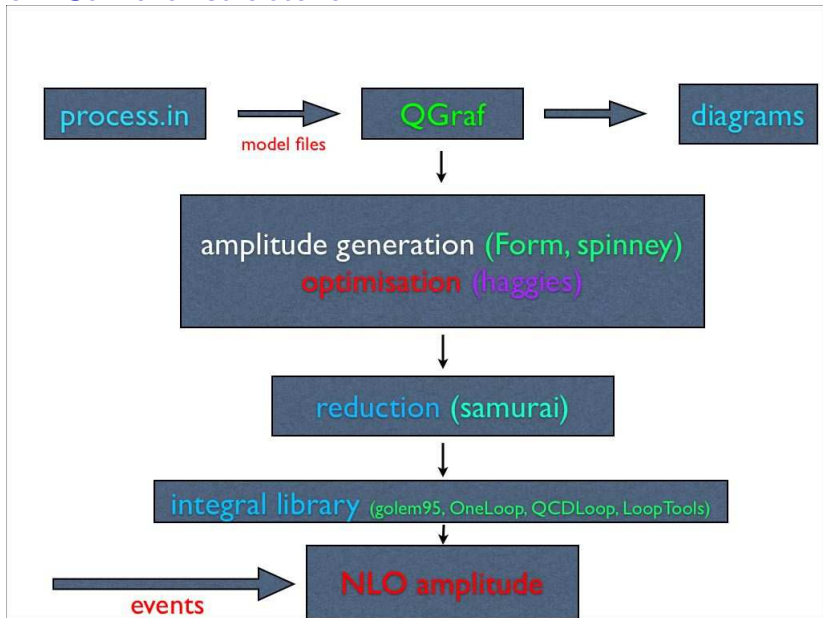 process.in
model files
QGraf
diagrams
amplitude generation (Form, spinney)
optimisation (haggies)
reduction (samurai)
integral library (golem95, OneLoop, QCDLoop, LoopTools)
NLO amplitude
events